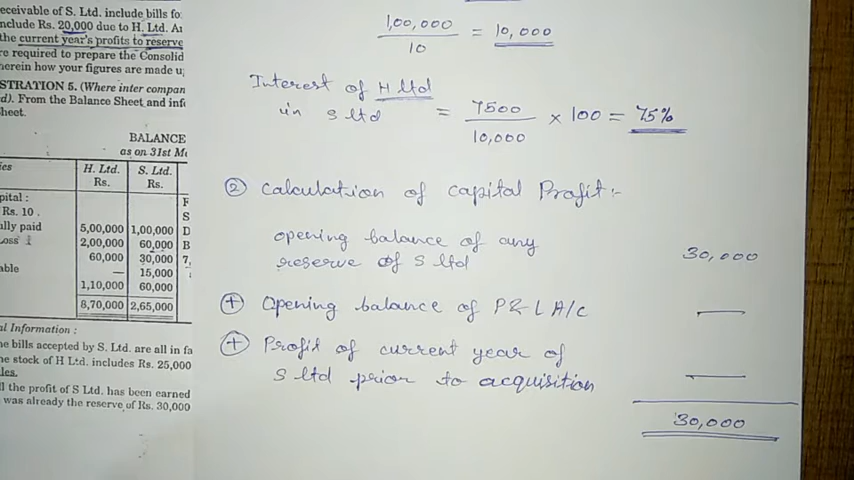 eceivable of S. Ltd. include bills fo
nclude Rs. 20,000 due to H. Ltd. A
the current year's profits to reserve
re required to prepare the Consolid
herein how your figures are made u
STRATION 5. (Where inter compan
d). From the Balance Sheet and inf
heet.
BALANCE
as on 31st M
ies H. Ltd. S. Ltd.
Rs. Rs.
pital :
Rs. 10 .
ally paid 5,00,000 1,00,000 D
Loss 2,00,000 60,000 B
60,000 30,000 7,
— 15,000
able 1,10,000 60,000
8,70,000 2,65,000
al Information :
he bills accepted by S. Ltd. are all in fa
he stock of H Ltd. includes Rs. 25,000
les.
ll the profit of S Ltd. has been earned
was already the reserve of Rs. 30,000
1,00,000
10
= 10,000
Interest of H ltd
in S ltd = 7500 / 10,000 × 100 = 75%
② Calculation of capital Profit:-
opening balance of any
reserve of S ltd 30,000
(+) Opening balance of P&L A/C —
(+) Profit of current year of
S ltd prior to acquisition —
30,000